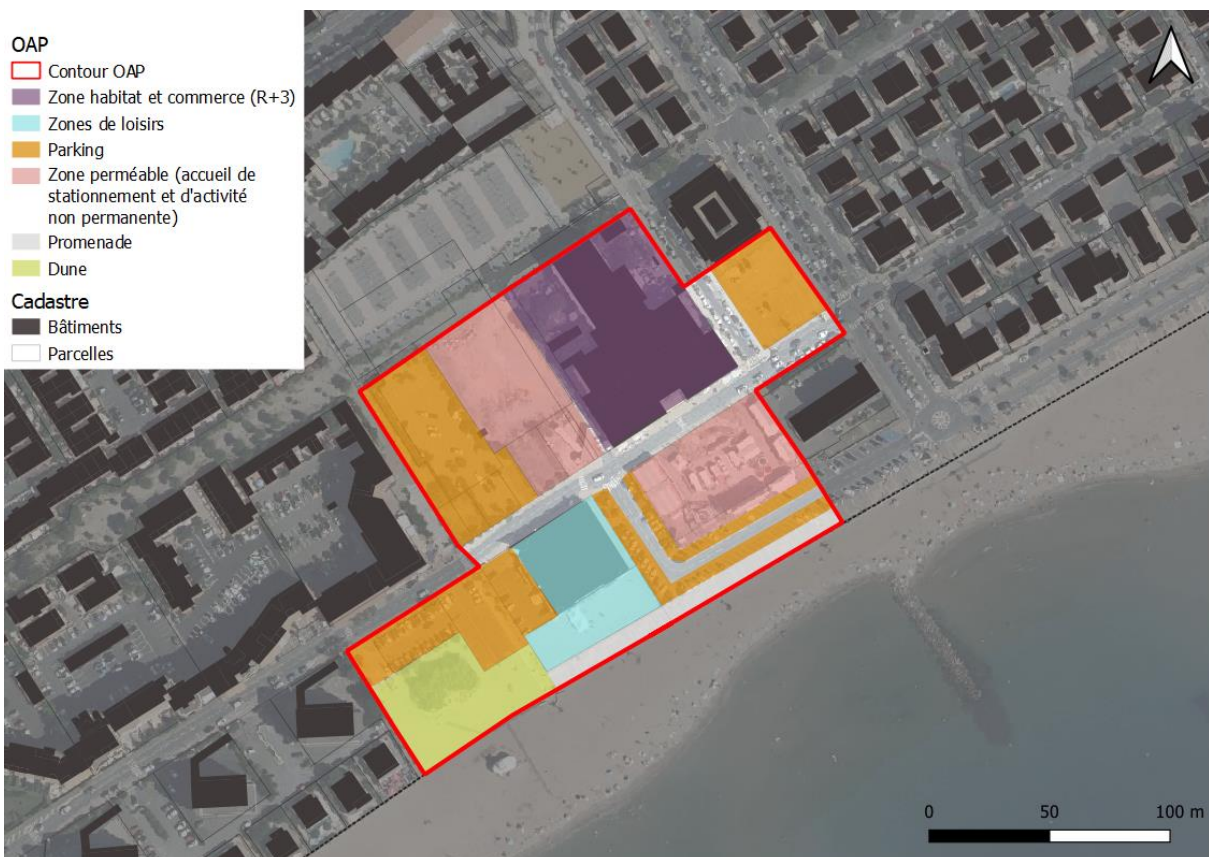 OAP
Contour OAP
Zone habitat et commerce (R+3)
Zones de loisirs
Parking
Zone perméable (accueil de
stationnement et d'activité
non permanente)
Promenade
Dune
Cadastre
Bâtiments
Parcelles
0 50 100 m